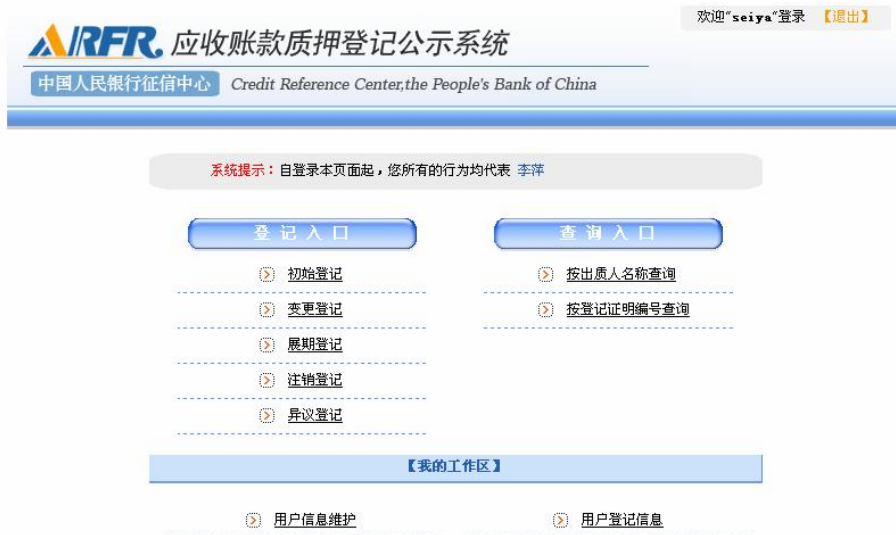 欢迎"seiya"登录 【退出】
ARFR. 应收账款质押登记公示系统
中国人民银行征信中心 Credit Reference Center,the People's Bank of China
系统提示：自登录本页面起，您所有的行为均代表 李萍
登记入口 查询入口
初始登记 按出质人名称查询
变更登记 按登记证明编号查询
展期登记
注销登记
异议登记
【我的工作区】
用户信息维护 用户登记信息